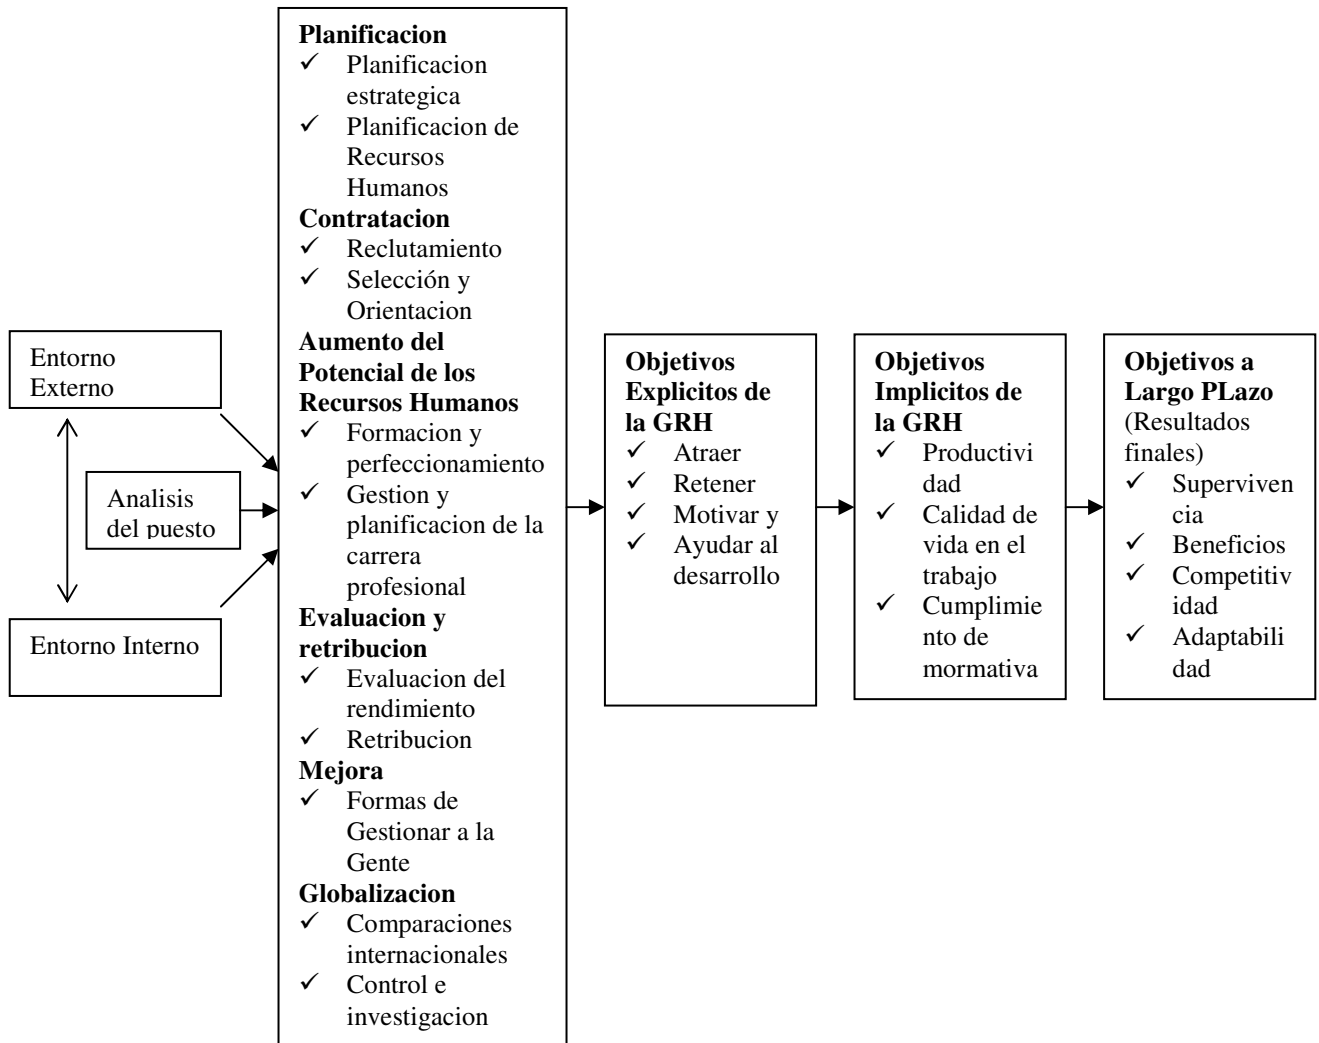 Entorno
Externo
Analisis
del puesto
Entorno Interno
Planificacion
✓ Planificacion
estrategica
✓ Planificacion de
Recursos
Humanos
Contratacion
✓ Reclutamiento
✓ Selección y
Orientacion
Aumento del
Potencial de los
Recursos Humanos
✓ Formacion y
perfeccionamiento
✓ Gestion y
planificacion de la
carrera
profesional
Evaluacion y
retribucion
✓ Evaluacion del
rendimiento
✓ Retribucion
Mejora
✓ Formas de
Gestionar a la
Gente
Globalizacion
✓ Comparaciones
internacionales
✓ Control e
investigacion
Objetivos
Explicitos de
la GRH
✓ Atraer
✓ Retener
✓ Motivar y
✓ Ayudar al
desarrollo
Objetivos
Implicitos de
la GRH
✓ Productivi
dad
✓ Calidad de
vida en el
trabajo
✓ Cumplimie
nto de
mormativa
Objetivos a
Largo PLazo
(Resultados
finales)
✓ Superviven
cia
✓ Beneficios
✓ Competitiv
idad
✓ Adaptabili
dad